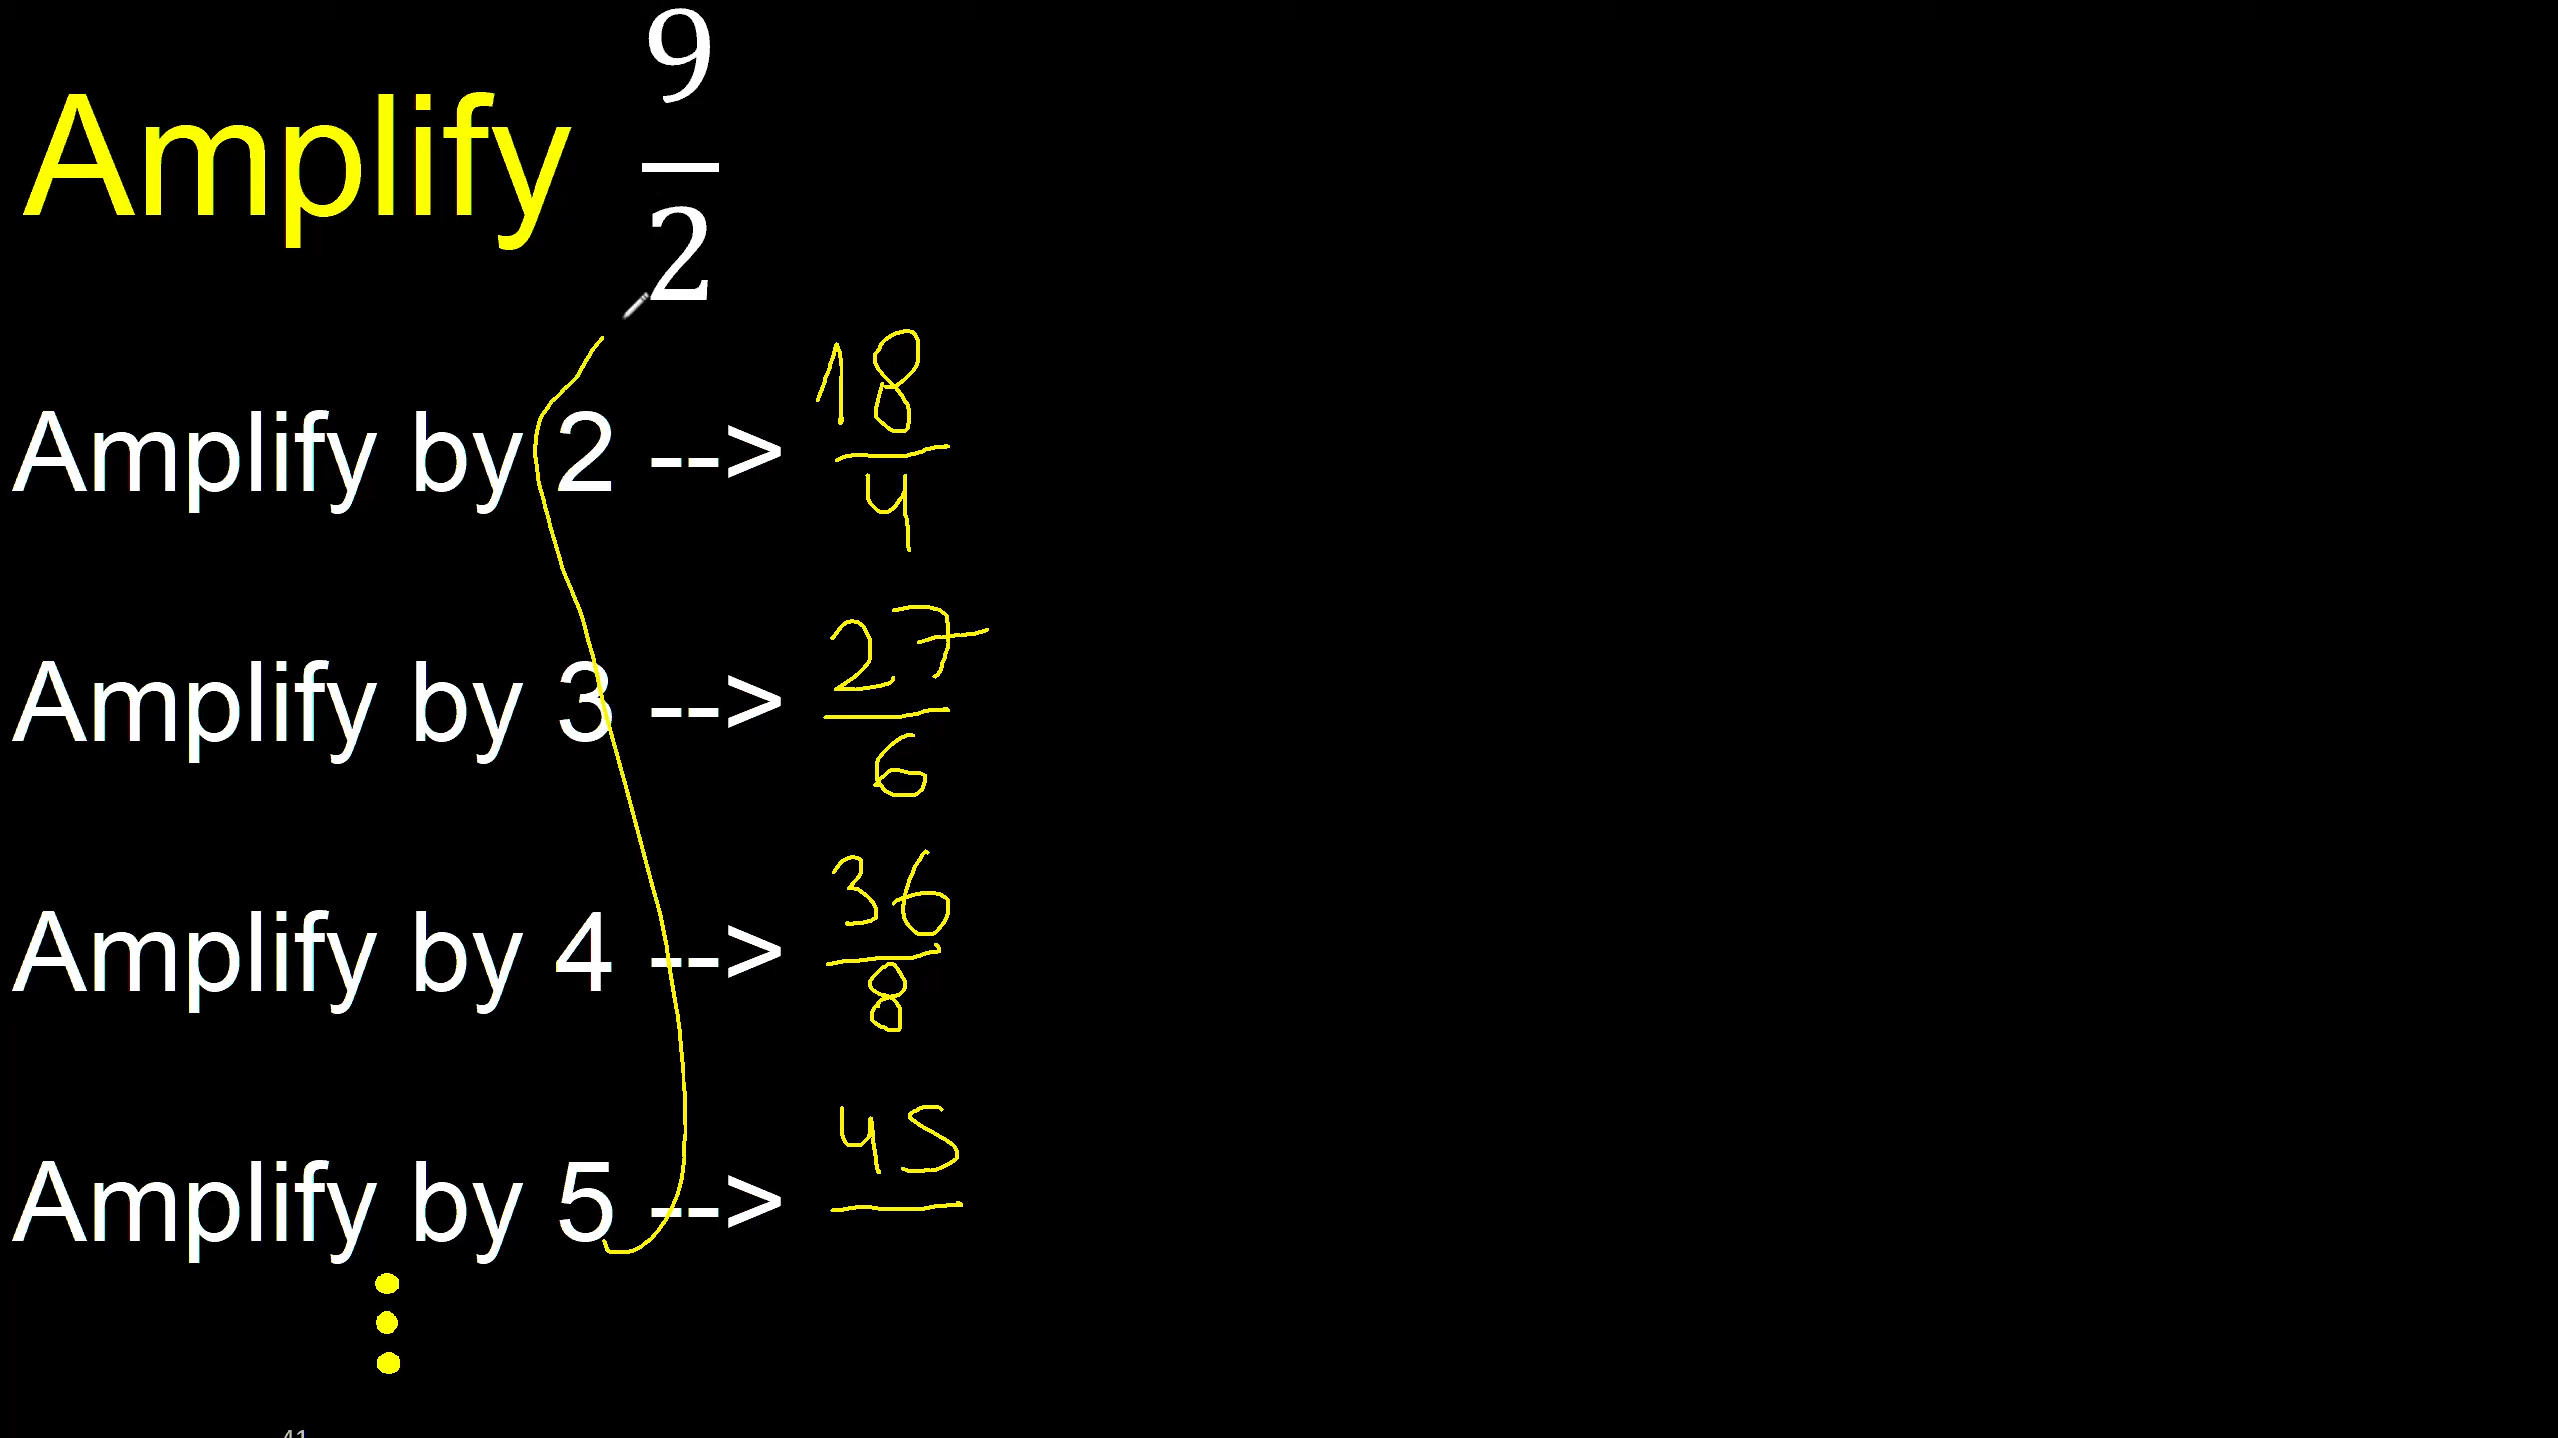 Amplify 9/2
Amplify by 2 --> 18/4
Amplify by 3 --> 27/6
Amplify by 4 --> 36/8
Amplify by 5 --> 45/
41